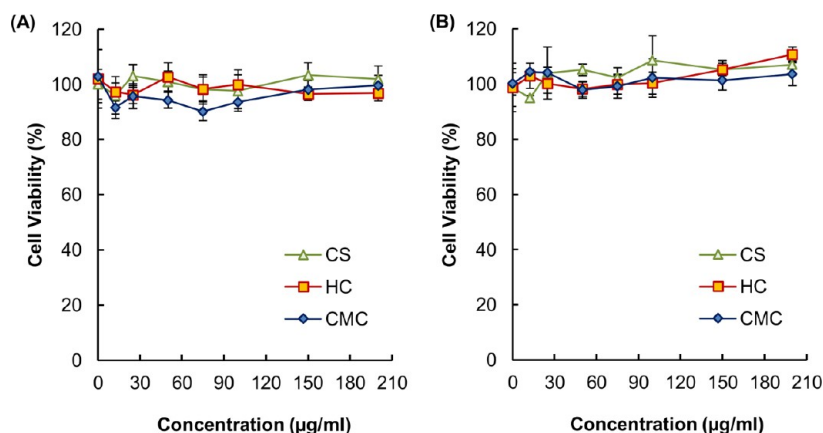 (A)
120
100
80
60
40
20
0
Cell Viability (%)
CS
HC
CMC
0 30 60 90 120 150 180 210
Concentration (µg/ml)
(B)
120
100
80
60
40
20
0
Cell Viability (%)
CS
HC
CMC
0 30 60 90 120 150 180 210
Concentration (µg/ml)